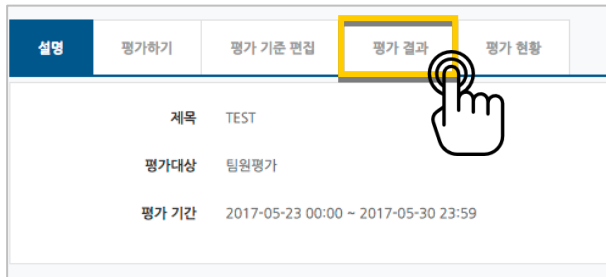 설명 평가하기 평가 기준 편집 평가 결과 평가 현황
제목 TEST
평가대상 팀원평가
평가 기간 2017-05-23 00:00 ~ 2017-05-30 23:59